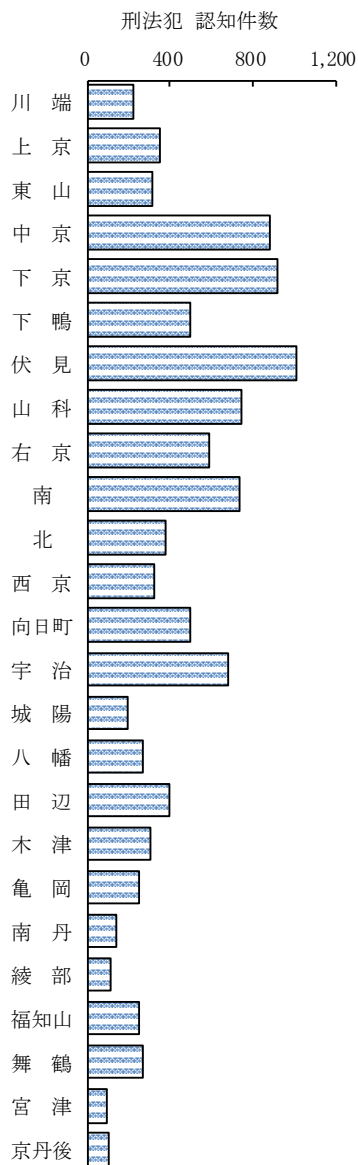 刑法犯 認知件数
0 400 800 1,200
川 端
上 京
東 山
中 京
下 京
下 鴨
伏 見
山 科
右 京
南
北
西 京
向日町
宇 治
城 陽
八 幡
田 辺
木 津
亀 岡
南 丹
綾 部
福知山
舞 鶴
宮 津
京丹後